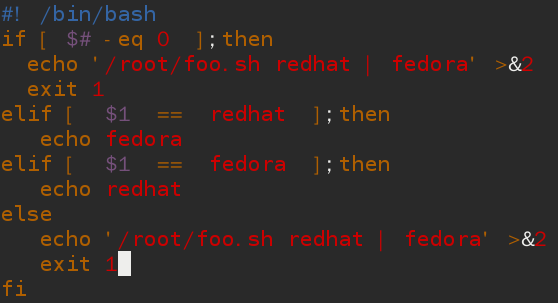 #! /bin/bash
if [ $# -eq 0 ];then
  echo '/root/foo.sh redhat | fedora' >&2
  exit 1
elif [ $1 == redhat ];then
   echo fedora
elif [ $1 == fedora ];then
   echo redhat
else
   echo '/root/foo.sh redhat | fedora' >&2
   exit 1
fi